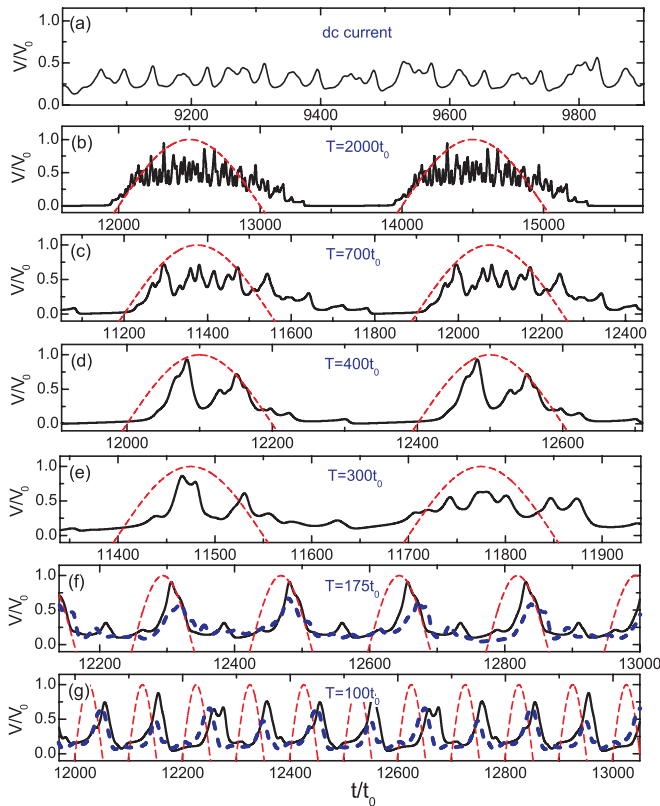 (a)
dc current
V/V0
1.0
0.5
0.0
9200
9400
9600
9800
(b)
T=2000t0
V/V0
1.0
0.5
0.0
12000
13000
14000
15000
(c)
T=700t0
V/V0
1.0
0.5
0.0
11200
11400
11600
11800
12000
12200
12400
(d)
T=400t0
V/V0
1.0
0.5
0.0
12000
12200
12400
12600
(e)
T=300t0
V/V0
1.0
0.5
0.0
11400
11500
11600
11700
11800
11900
(f)
T=175t0
V/V0
1.0
0.5
0.0
12200
12400
12600
12800
13000
(g)
T=100t0
V/V0
1.0
0.5
0.0
12000
12200
12400
12600
12800
13000
t/t0